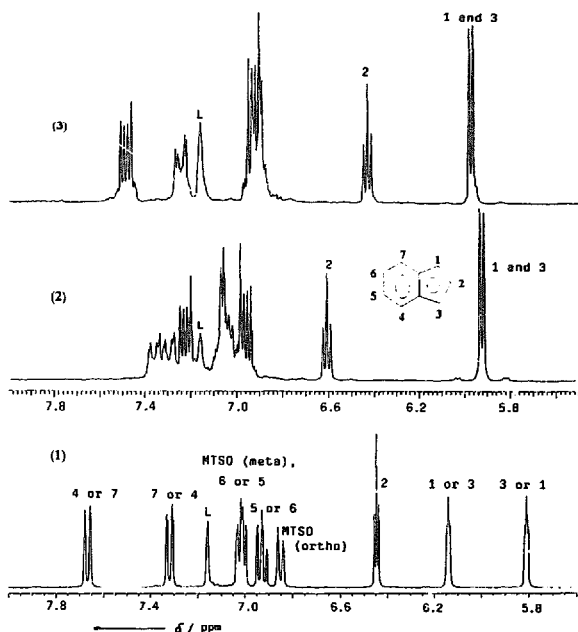 1 and 3
2
(3)
L
7
1
6
2
5
3
4
1 and 3
2
(2)
L
7.8
7.4
7.0
6.6
6.2
5.8
(1)
MTSO (meta),
6 or 5
4 or 7
7 or 4
5 or 6
2
1 or 3
3 or 1
L
MTSO
(ortho)
7.8
7.4
7.0
6.6
6.2
5.8
δ / ppm